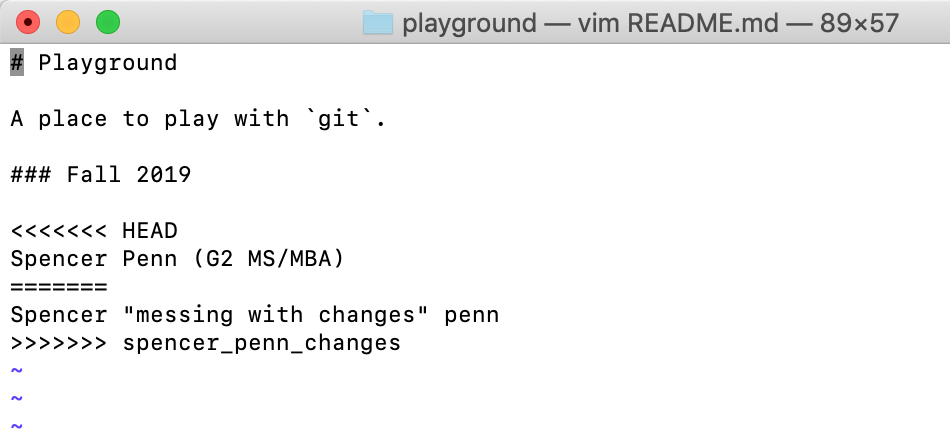 playground — vim README.md — 89×57
# Playground
A place to play with `git`.
### Fall 2019
<<<<<<< HEAD
Spencer Penn (G2 MS/MBA)
=======
Spencer "messing with changes" penn
>>>>>>> spencer_penn_changes
~
~
~